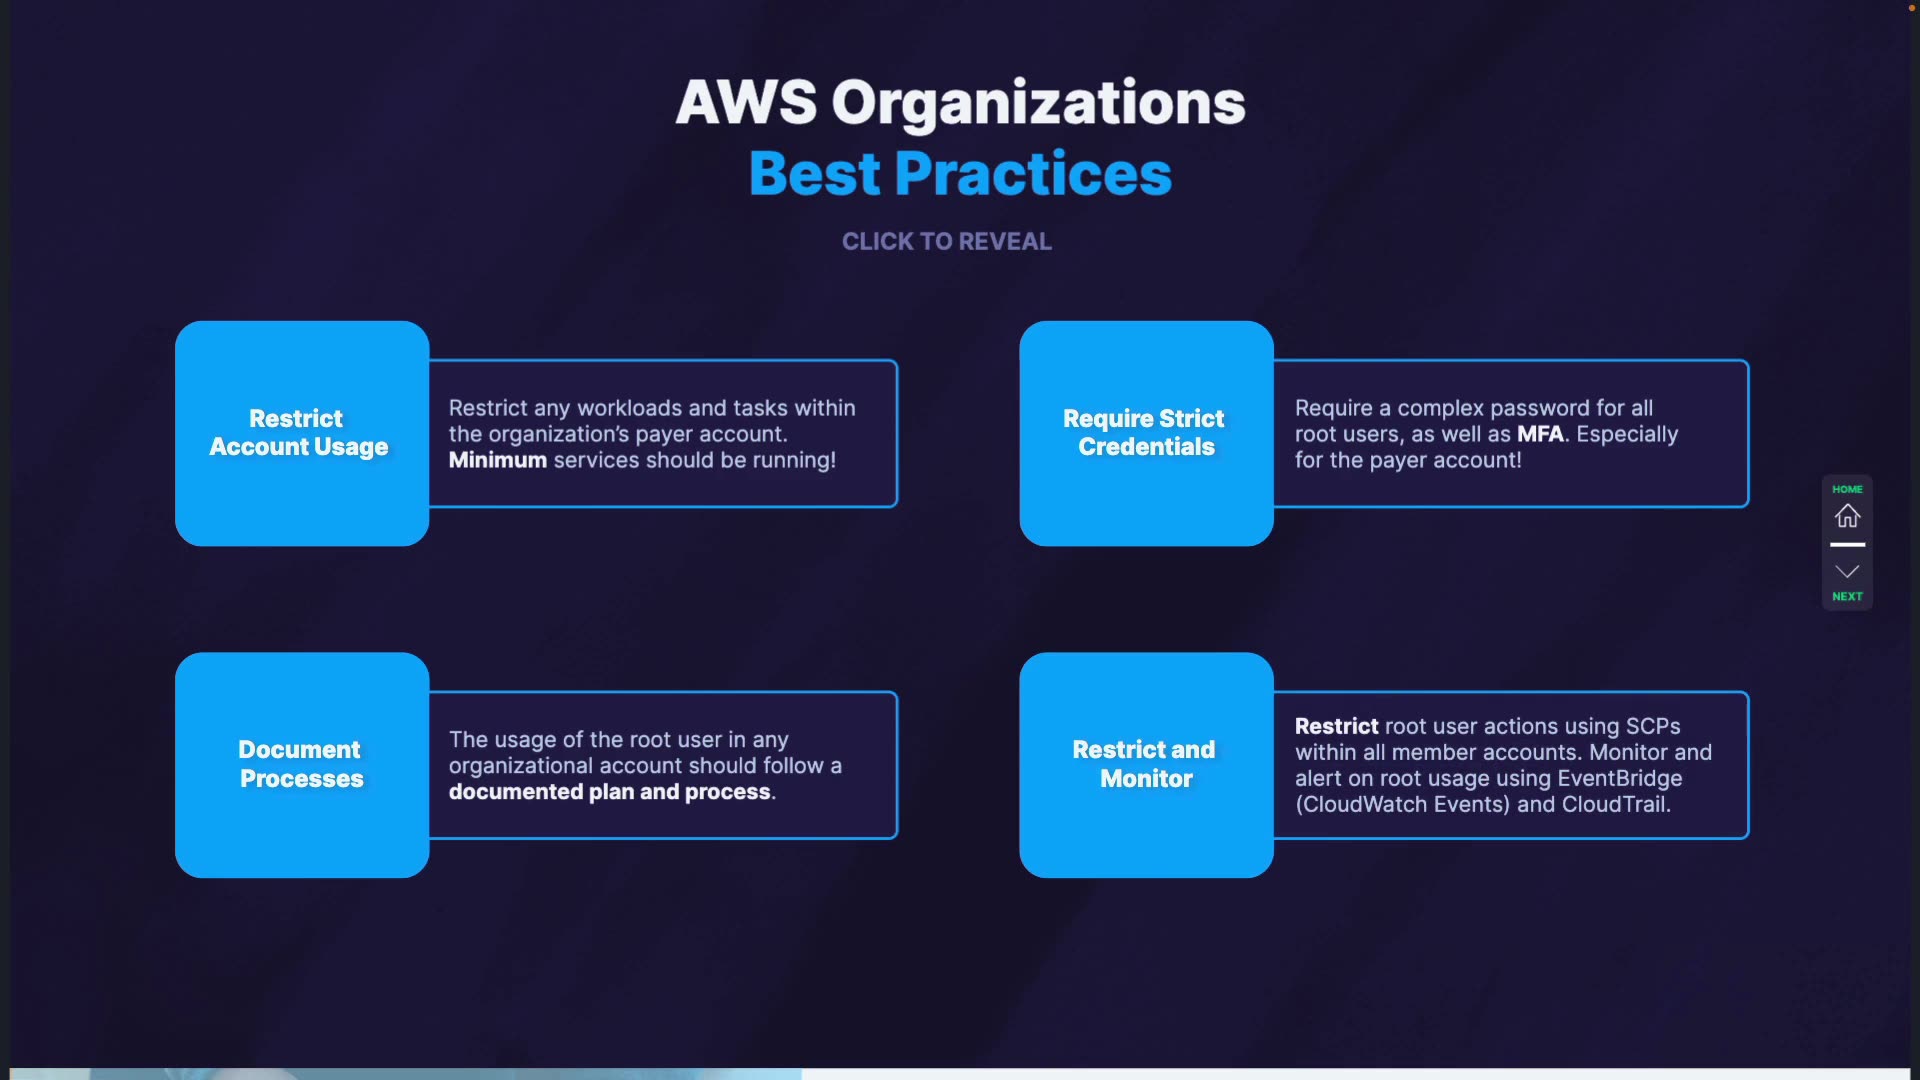 AWS Organizations
Best Practices
CLICK TO REVEAL
Restrict
Account Usage
Restrict any workloads and tasks within
the organization’s payer account.
Minimum services should be running!
Require Strict
Credentials
Require a complex password for all
root users, as well as MFA. Especially
for the payer account!
HOME
NEXT
Document
Processes
The usage of the root user in any
organizational account should follow a
documented plan and process.
Restrict and
Monitor
Restrict root user actions using SCPs
within all member accounts. Monitor and
alert on root usage using EventBridge
(CloudWatch Events) and CloudTrail.